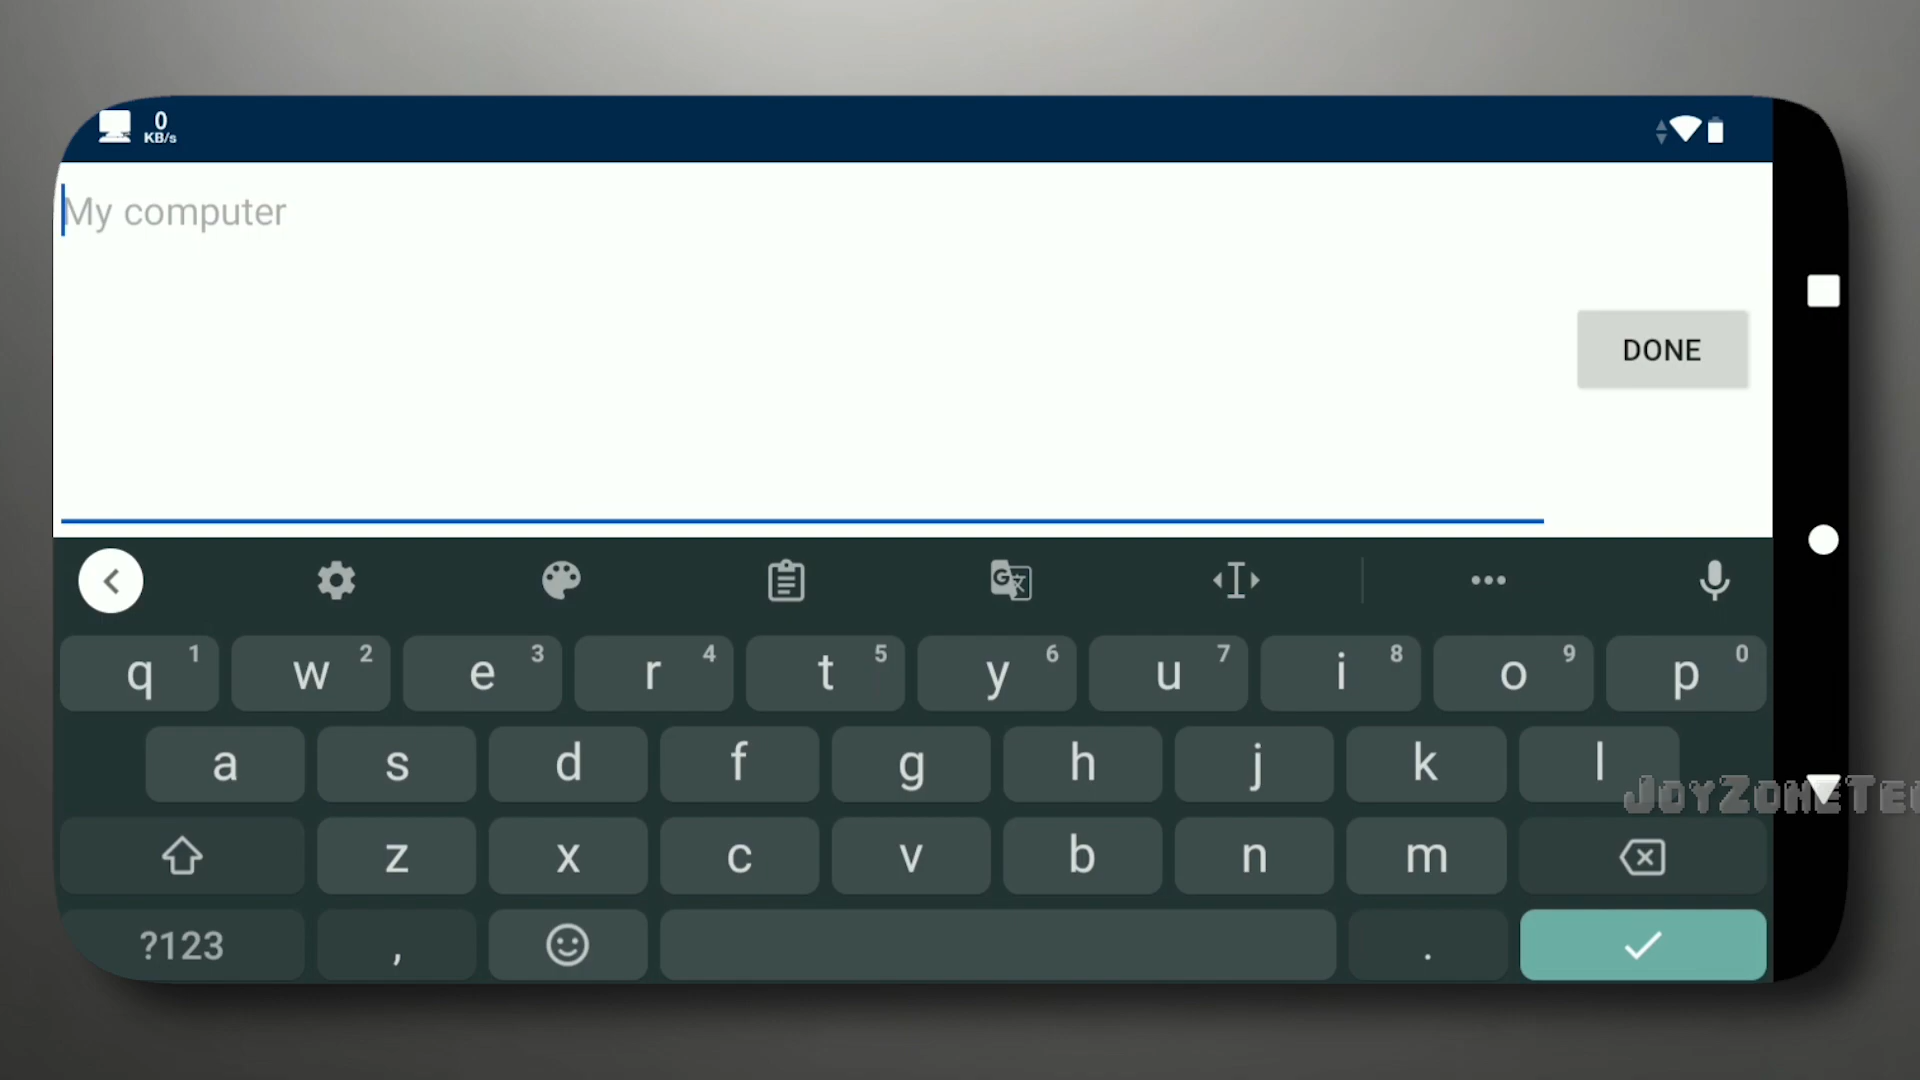 0
KB/s
My computer
DONE
q 1 w 2 e 3 r 4 t 5 y 6 u 7 i 8 o 9 p 0
a s d f g h j k l
z x c v b n m
?123 , .